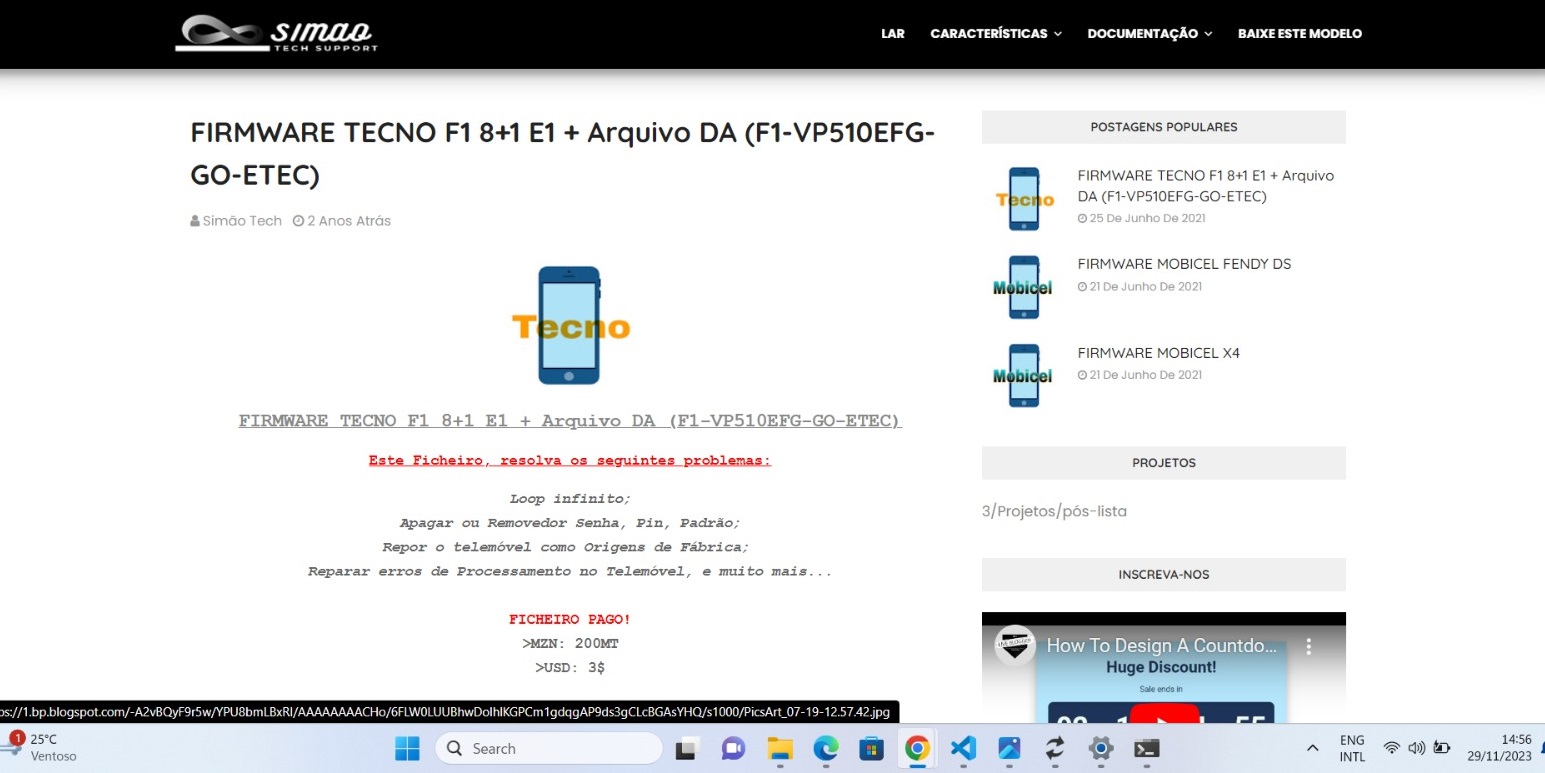 SIMAO
TECH SUPPORT
LAR
CARACTERÍSTICAS
DOCUMENTAÇÃO
BAIXE ESTE MODELO
FIRMWARE TECNO F1 8+1 E1 + Arquivo DA (F1-VP510EFG-
GO-ETEC)
Simão Tech 2 Anos Atrás
Tecno
FIRMWARE TECNO F1 8+1 E1 + Arquivo DA (F1-VP510EFG-GO-ETEC)
Este Ficheiro, resolva os seguintes problemas:
Loop infinito;
Apagar ou Removedor Senha, Pin, Padrão;
Repor o telemóvel como Origens de Fábrica;
Reparar erros de Processamento no Telemóvel, e muito mais...
FICHEIRO PAGO!
>MZN: 200MT
>USD: 3$
POSTAGENS POPULARES
Tecno
FIRMWARE TECNO F1 8+1 E1 + Arquivo
DA (F1-VP510EFG-GO-ETEC)
25 De Junho De 2021
Mobicel
FIRMWARE MOBICEL FENDY DS
21 De Junho De 2021
Mobicel
FIRMWARE MOBICEL X4
21 De Junho De 2021
PROJETOS
3/Projetos/pós-lista
INSCREVA-NOS
How To Design A Countdo...
Huge Discount!
Sale ends in
ps://1.bp.blogspot.com/-A2vBQyF9r5w/YPU8bmLBxRI/AAAAAAAACHo/6FLW0LUUBhwDolhlKGPCm1gdqgAP9ds3gCLcBGAsYHQ/s1000/PicsArt_07-19-12.57.42.jpg
1
25°C
Ventoso
Search
ENG
INTL
14:56
29/11/2023